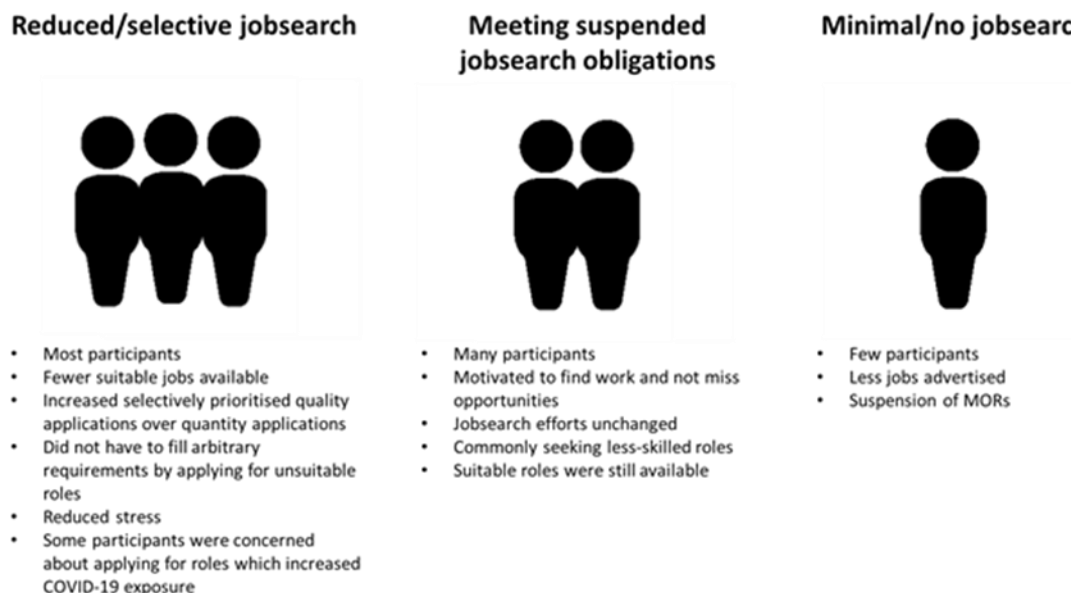 Reduced/selective jobsearch
Meeting suspended
jobsearch obligations
Minimal/no jobsearc
• Most participants
• Fewer suitable jobs available
• Increased selectively prioritised quality
applications over quantity applications
• Did not have to fill arbitrary
requirements by applying for unsuitable
roles
• Reduced stress
• Some participants were concerned
about applying for roles which increased
COVID-19 exposure
• Many participants
• Motivated to find work and not miss
opportunities
• Jobsearch efforts unchanged
• Commonly seeking less-skilled roles
• Suitable roles were still available
• Few participants
• Less jobs advertised
• Suspension of MORs